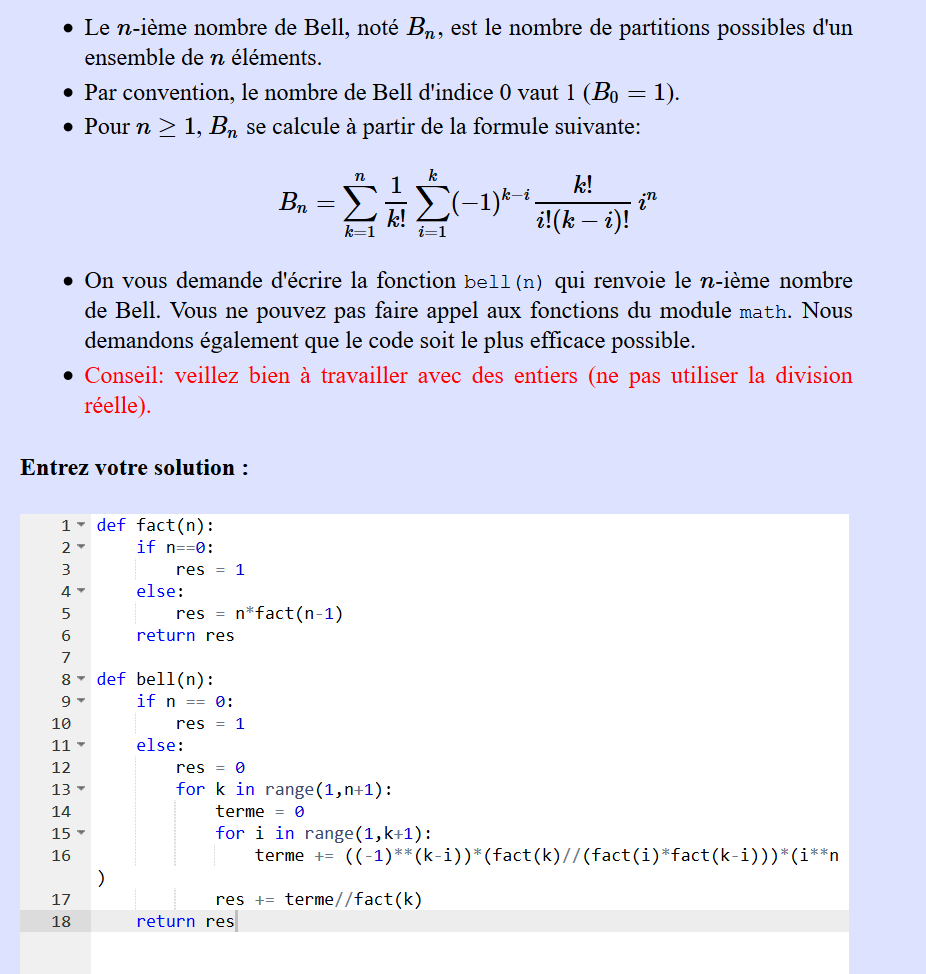 • Le n-ième nombre de Bell, noté Bₙ, est le nombre de partitions possibles d'un
ensemble de n éléments.
• Par convention, le nombre de Bell d'indice 0 vaut 1 (B₀ = 1).
• Pour n ≥ 1, Bₙ se calcule à partir de la formule suivante:
Bₙ = ∑_{k=1}^{n} \frac{1}{k!} ∑_{i=1}^{k} (−1)^{k−i} \frac{k!}{i!(k − i)!} iⁿ
• On vous demande d'écrire la fonction bell(n) qui renvoie le n-ième nombre
de Bell. Vous ne pouvez pas faire appel aux fonctions du module math. Nous
demandons également que le code soit le plus efficace possible.
• Conseil: veillez bien à travailler avec des entiers (ne pas utiliser la division
réelle).
Entrez votre solution :
1 def fact(n):
2     if n==0:
3         res = 1
4     else:
5         res = n*fact(n-1)
6     return res
7
8 def bell(n):
9     if n == 0:
10         res = 1
11     else:
12         res = 0
13         for k in range(1,n+1):
14             terme = 0
15             for i in range(1,k+1):
16                 terme += ((-1)**(k-i))*(fact(k)//(fact(i)*fact(k-i)))*(i**n
)
17             res += terme//fact(k)
18     return res